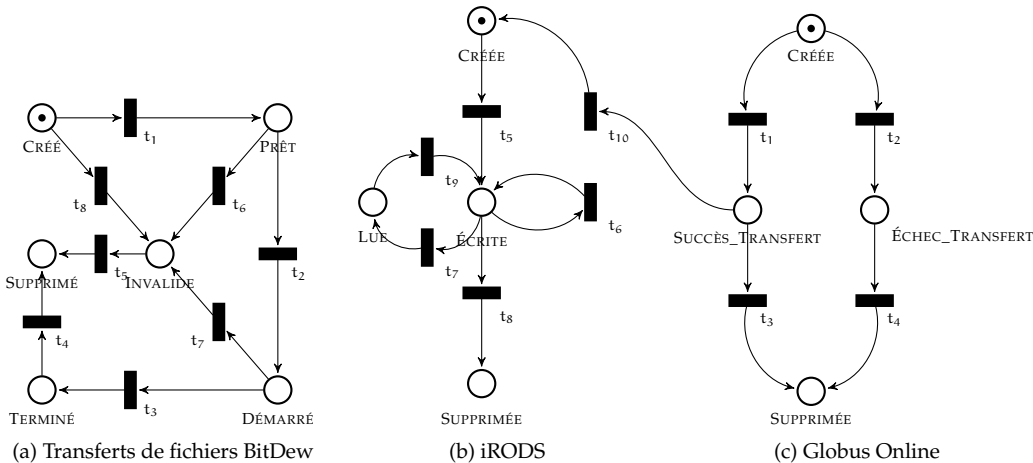 CRÉÉ
t₁
PRÊT
t₈
t₆
SUPPRIMÉ
t₅
INVALIDE
t₂
t₄
t₇
TERMINÉ
t₃
DÉMARRÉ
(a) Transferts de fichiers BitDew
CRÉÉE
t₅
t₁₀
t₉
LUE
ÉCRITE
t₆
t₇
t₈
SUPPRIMÉE
(b) iRODS
CRÉÉE
t₁
t₂
SUCCÈS_TRANSFERT
ÉCHEC_TRANSFERT
t₃
t₄
SUPPRIMÉE
(c) Globus Online